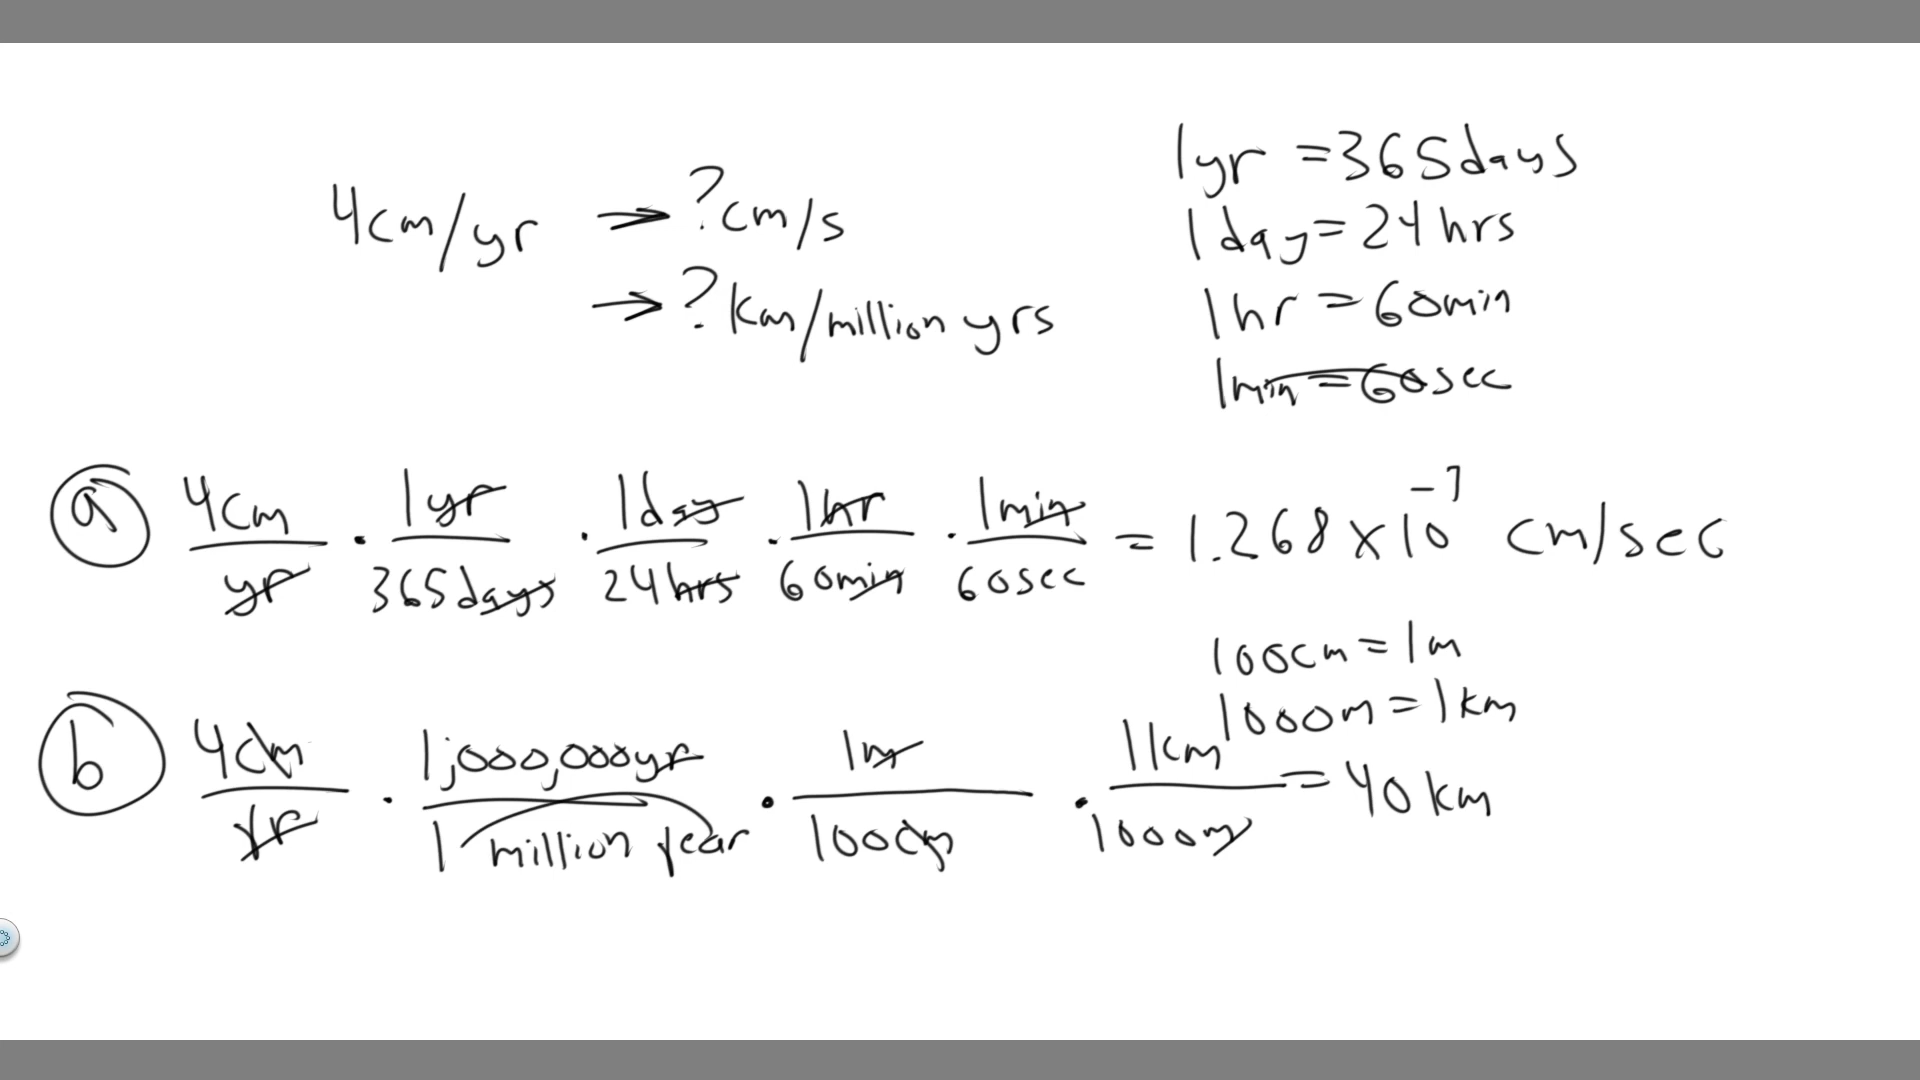 4cm/yr → ?cm/s
→ ?km/million yrs
1yr = 365days
1day = 24hrs
1hr = 60min
1min = 60sec
a 4cm/yr · 1yr/365days · 1day/24hrs · 1hr/60min · 1min/60sec = 1.268 x 10^-7 cm/sec
100cm = 1m
1000m = 1km
b 4cm/yr · 1,000,000yr/1 million year · 1m/100cm · 1km/1000m = 40km